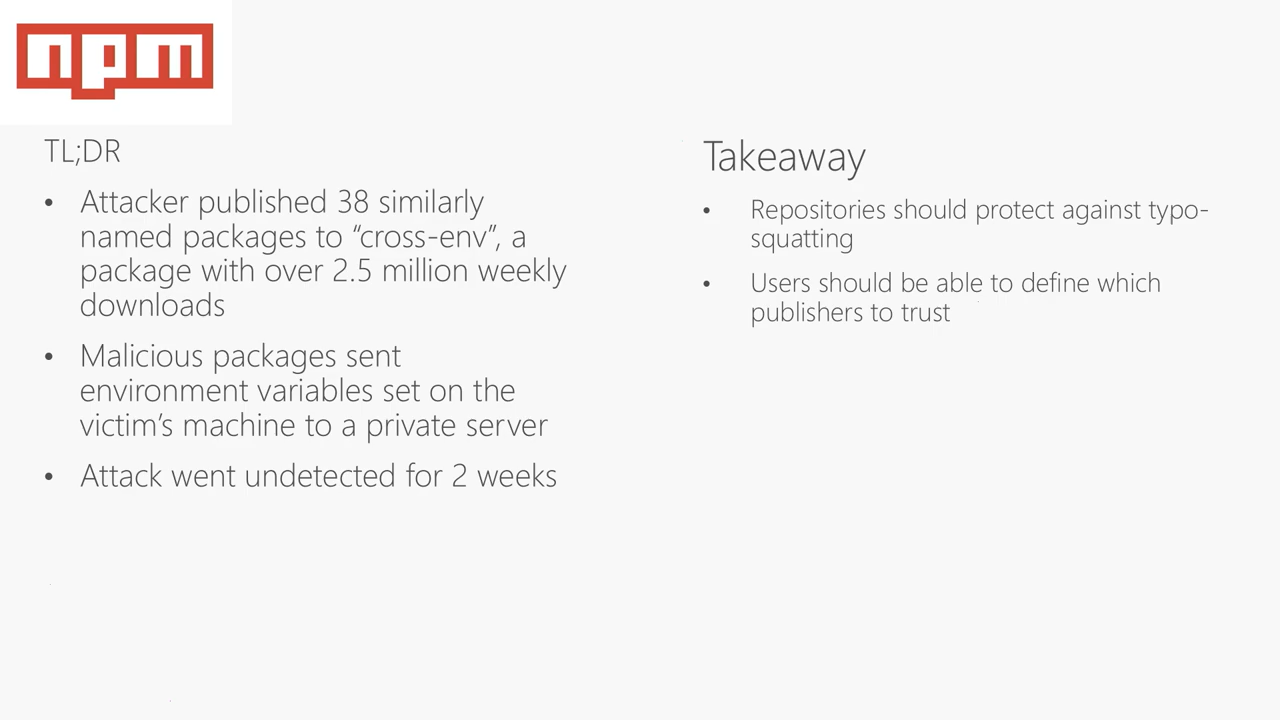 npm
TL;DR
• Attacker published 38 similarly
named packages to “cross-env”, a
package with over 2.5 million weekly
downloads
• Malicious packages sent
environment variables set on the
victim’s machine to a private server
• Attack went undetected for 2 weeks
Takeaway
• Repositories should protect against typo-
squatting
• Users should be able to define which
publishers to trust